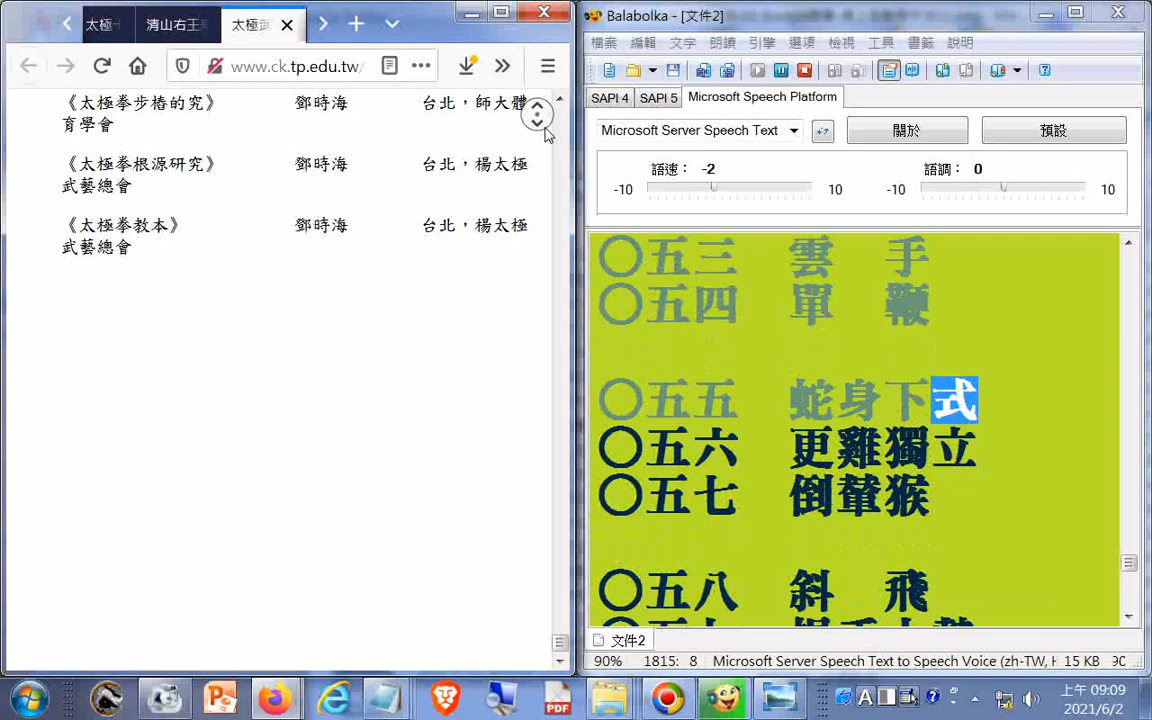 太極
清山右王
太極武
www.ck.tp.edu.tw/
《太極拳步樁的究》 鄧時海 台北，師大體
育學會
《太極拳根源研究》 鄧時海 台北，楊太極
武藝總會
《太極拳教本》 鄧時海 台北，楊太極
武藝總會
Balabolka - [文件2]
檔案 編輯 文字 朗讀 引擎 選項 檢視 工具 書籤 說明
SAPI 4 SAPI 5 Microsoft Speech Platform
Microsoft Server Speech Text 關於 預設
語速： -2 語調： 0
-10 10 -10 10
〇五三 雲 手
〇五四 單 鞭
〇五五 蛇身下式
〇五六 更雞獨立
〇五七 倒輦猴
〇五八 斜 飛
文件2
90% 1815: 8 Microsoft Server Speech Text to Speech Voice (zh-TW, H 15 KB
上午 09:09
2021/6/2